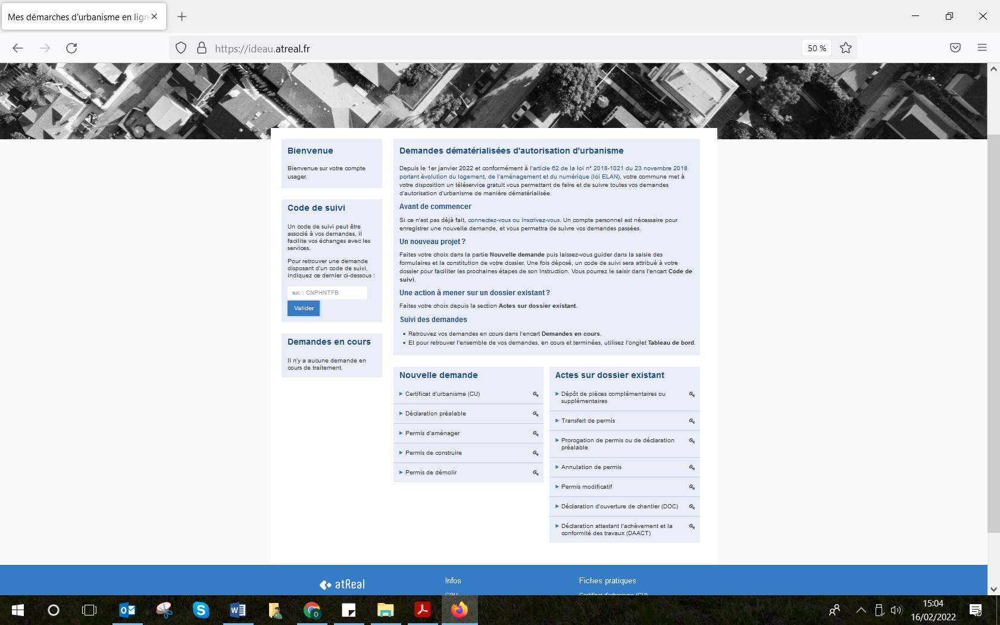 Mes démarches d'urbanisme en lign
https://ideau.atreal.fr
50 %
Bienvenue
Bienvenue sur votre compte
usager.
Code de suivi
Un code de suivi peut être
associé à vos demandes, il
facilite vos échanges avec les
services.
Pour retrouver une demande
disposant d'un code de suivi,
indiquez ce dernier ci-dessous :
ex. : CNPHNTFB
Valider
Demandes en cours
Il n'y a aucune demande en
cours de traitement.
Demandes dématérialisées d'autorisation d'urbanisme
Depuis le 1er janvier 2022 et conformément à l'article 62 de la loi n° 2018-1021 du 23 novembre 2018
portant évolution du logement, de l'aménagement et du numérique (loi ELAN), votre commune met à
votre disposition un téléservice gratuit vous permettant de faire et de suivre toutes vos demandes
d'autorisation d'urbanisme de manière dématérialisée.
Avant de commencer
Si ce n'est pas déjà fait, connectez-vous ou inscrivez-vous. Un compte personnel est nécessaire pour
enregistrer une nouvelle demande, et vous permettra de suivre vos demandes passées.
Un nouveau projet ?
Faites votre choix dans la partie Nouvelle demande puis laissez-vous guider dans la saisie des
formulaires et la constitution de votre dossier. Une fois déposé, un code de suivi sera attribué à votre
dossier pour faciliter les prochaines étapes de son instruction. Vous pourrez le saisir dans l'encart Code de
suivi.
Une action à mener sur un dossier existant ?
Faites votre choix depuis la section Actes sur dossier existant.
Suivi des demandes
• Retrouvez vos demandes en cours dans l'encart Demandes en cours.
• Et pour retrouver l'ensemble de vos demandes, en cours et terminées, utilisez l'onglet Tableau de bord.
Nouvelle demande
Certificat d'urbanisme (CU)
Déclaration préalable
Permis d'aménager
Permis de construire
Permis de démolir
Actes sur dossier existant
Dépôt de pièces complémentaires ou
supplémentaires
Transfert de permis
Prorogation de permis ou de déclaration
préalable
Annulation de permis
Permis modificatif
Déclaration d'ouverture de chantier (DOC)
Déclaration attestant l'achèvement et la
conformité des travaux (DAACT)
atReal
Infos
CGU
Fiches pratiques
Certificat d'urbanisme (CU)
15:04
16/02/2022